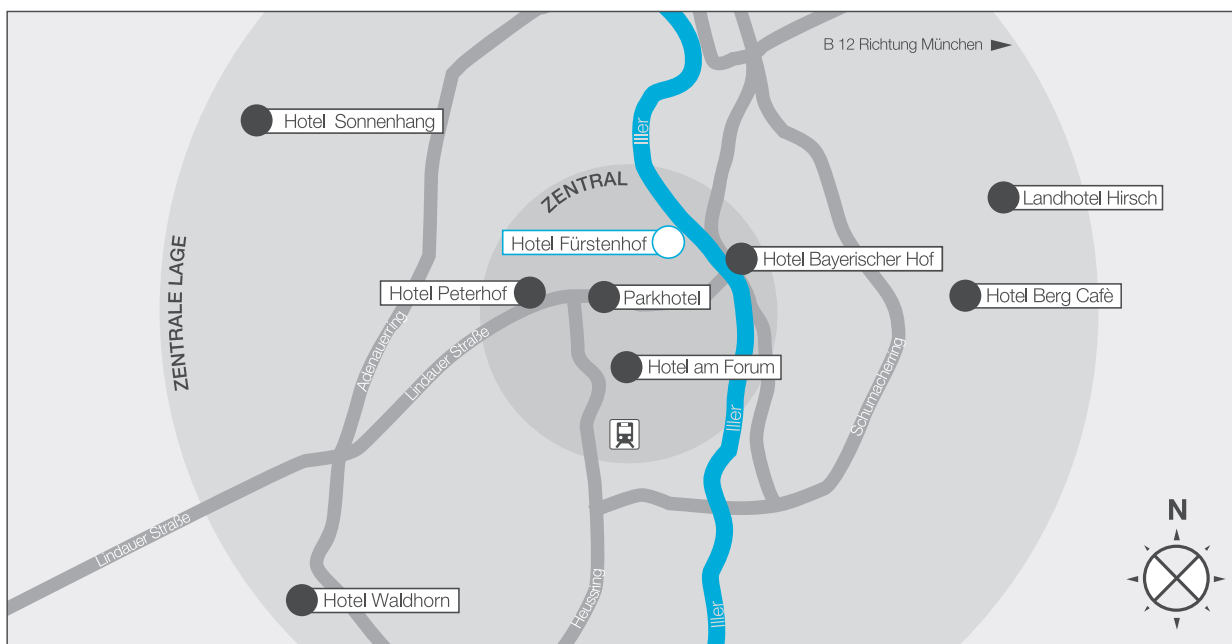 B 12 Richtung München
Hotel Sonnenhang
Iller
ZENTRAL
Landhotel Hirsch
Hotel Fürstenhof
Hotel Bayerischer Hof
ZENTRALE LAGE
Hotel Peterhof
Parkhotel
Hotel Berg Cafè
Adenauerring
Lindauer Straße
Hotel am Forum
Schumacherring
Iller
Lindauer Straße
N
Heussring
Hotel Waldhorn
Iller